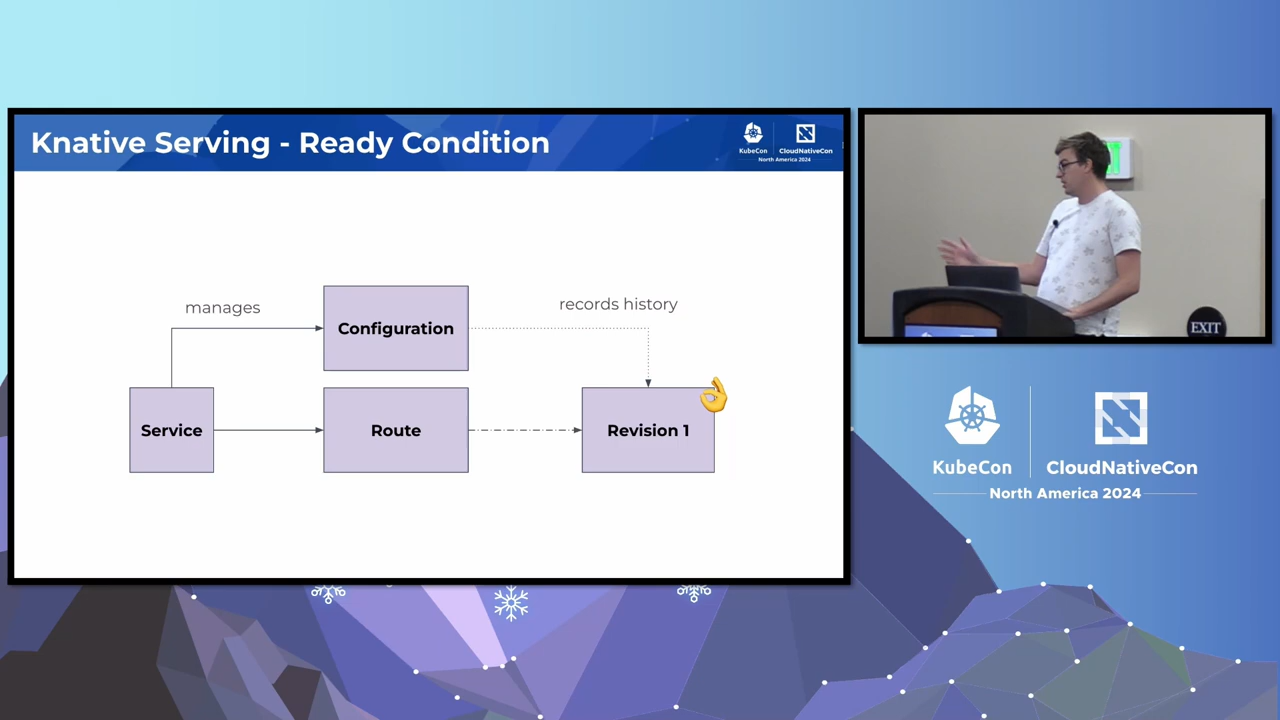 Knative Serving - Ready Condition
KubeCon
CloudNativeCon
North America 2024
manages
records history
Configuration
Service
Route
Revision 1
EXIT
KubeCon
CloudNativeCon
North America 2024